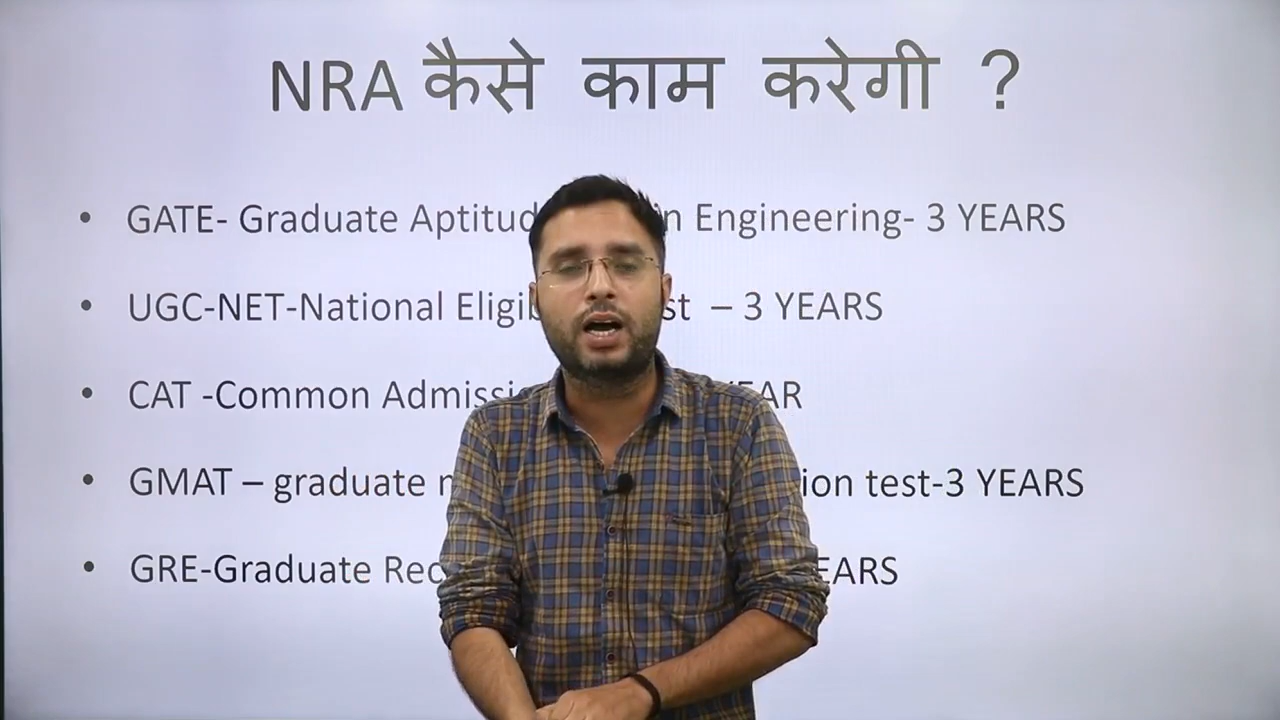 NRA कैसे काम करेगी ?
• GATE- Graduate Aptitud n Engineering- 3 YEARS
• UGC-NET-National Eligib st – 3 YEARS
• CAT -Common Admissi EAR
• GMAT – graduate ion test-3 YEARS
• GRE-Graduate Rec EARS